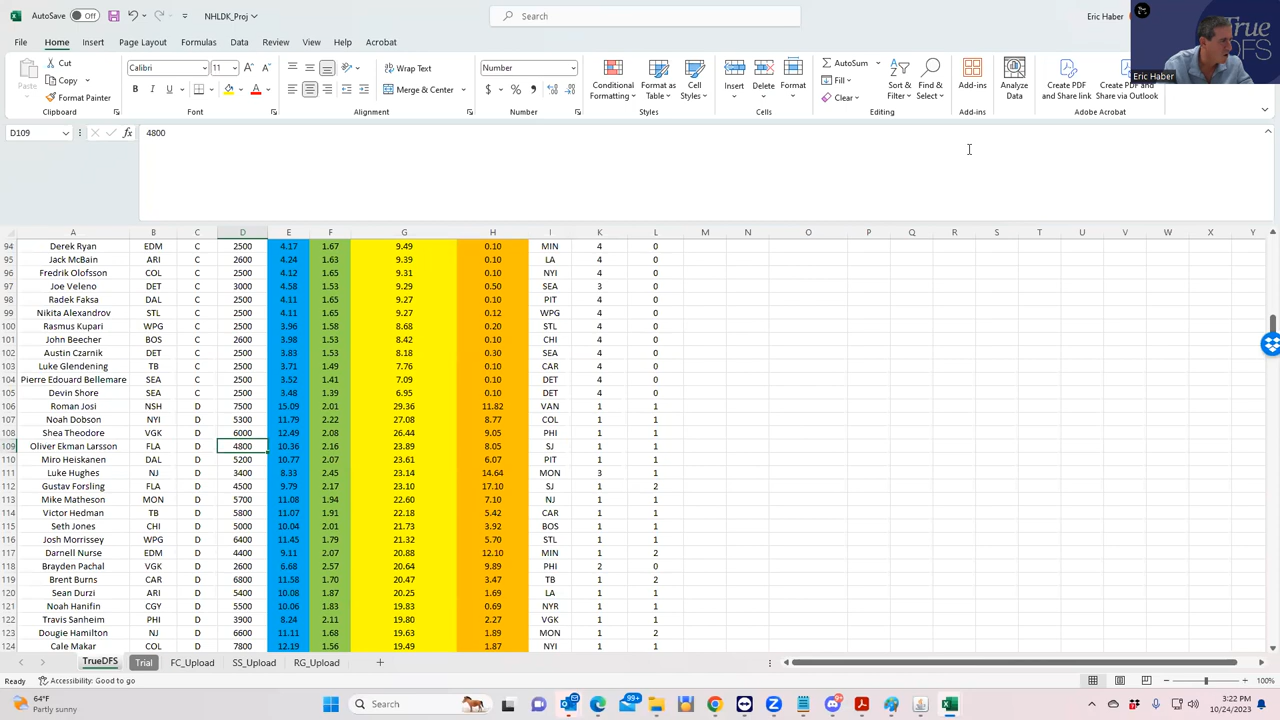 AutoSave Off NHLDK_Proj Search Eric Haber
File Home Insert Page Layout Formulas Data Review View Help Acrobat
Paste Cut Copy Format Painter Clipboard
Calibri 11 B I U A Font
Wrap Text Merge & Center Alignment
Number $ % Number
Conditional Formatting Format as Table Cell Styles Styles
Insert Delete Format Cells
AutoSum Fill Clear Sort & Filter Find & Select Editing
Add-ins Add-ins
Analyze Data
Create PDF and Share link Create PDF and Share via Outlook Adobe Acrobat
True DFS
Eric Haber
D109 fx 4800
A B C D E F G H I K L M N O P Q R S T U V W X Y
94 Derek Ryan EDM C 2500 4.17 1.67 9.49 0.10 MIN 4 0
95 Jack McBain ARI C 2600 4.24 1.63 9.39 0.10 LA 4 0
96 Fredrik Olofsson COL C 2500 4.12 1.65 9.31 0.10 NYI 4 0
97 Joe Veleno DET C 3000 4.58 1.53 9.29 0.50 SEA 3 0
98 Radek Faksa DAL C 2500 4.11 1.65 9.27 0.10 PIT 4 0
99 Nikita Alexandrov STL C 2500 4.11 1.65 9.27 0.12 WPG 4 0
100 Rasmus Kupari WPG C 2500 3.96 1.58 8.68 0.20 STL 4 0
101 John Beecher BOS C 2600 3.98 1.53 8.42 0.10 CHI 4 0
102 Austin Czarnik DET C 2500 3.83 1.53 8.18 0.30 SEA 4 0
103 Luke Glendening TB C 2500 3.71 1.49 7.76 0.10 CAR 4 0
104 Pierre Edouard Bellemare SEA C 2500 3.52 1.41 7.09 0.10 DET 4 0
105 Devin Shore SEA C 2500 3.48 1.39 6.95 0.10 DET 4 0
106 Roman Josi NSH D 7500 15.09 2.01 29.36 11.82 VAN 1 1
107 Noah Dobson NYI D 5300 11.79 2.22 27.08 8.77 COL 1 1
108 Shea Theodore VGK D 6000 12.49 2.08 26.44 9.05 PHI 1 1
109 Oliver Ekman Larsson FLA D 4800 10.36 2.16 23.89 8.05 SJ 1 1
110 Miro Heiskanen DAL D 5200 10.77 2.07 23.61 6.07 PIT 1 1
111 Luke Hughes NJ D 3400 8.33 2.45 23.14 14.64 MON 3 1
112 Gustav Forsling FLA D 4500 9.79 2.17 23.10 17.10 SJ 1 2
113 Mike Matheson MON D 5700 11.08 1.94 22.60 7.10 NJ 1 1
114 Victor Hedman TB D 5800 11.07 1.91 22.18 5.42 CAR 1 1
115 Seth Jones CHI D 5000 10.04 2.01 21.73 3.92 BOS 1 1
116 Josh Morrissey WPG D 6400 11.45 1.79 21.32 5.70 STL 1 1
117 Darnell Nurse EDM D 4400 9.11 2.07 20.88 12.10 MIN 1 2
118 Brayden Pachal VGK D 2600 6.68 2.57 20.64 9.89 PHI 2 0
119 Brent Burns CAR D 6800 11.58 1.70 20.47 3.47 TB 1 2
120 Sean Durzi ARI D 5400 10.08 1.87 20.25 1.69 LA 1 1
121 Noah Hanifin CGY D 5500 10.06 1.83 19.83 0.69 NYR 1 1
122 Travis Sanheim PHI D 3900 8.24 2.11 19.80 2.27 VGK 1 1
123 Dougie Hamilton NJ D 6600 11.11 1.68 19.63 1.89 MON 1 2
124 Cale Makar COL D 7800 12.19 1.56 19.49 1.87 NYI 1 1
TrueDFS Trial FC_Upload SS_Upload RG_Upload
Ready Accessibility: Good to go 100%
64°F Partly sunny Search 99+ 3:22 PM 10/24/2023